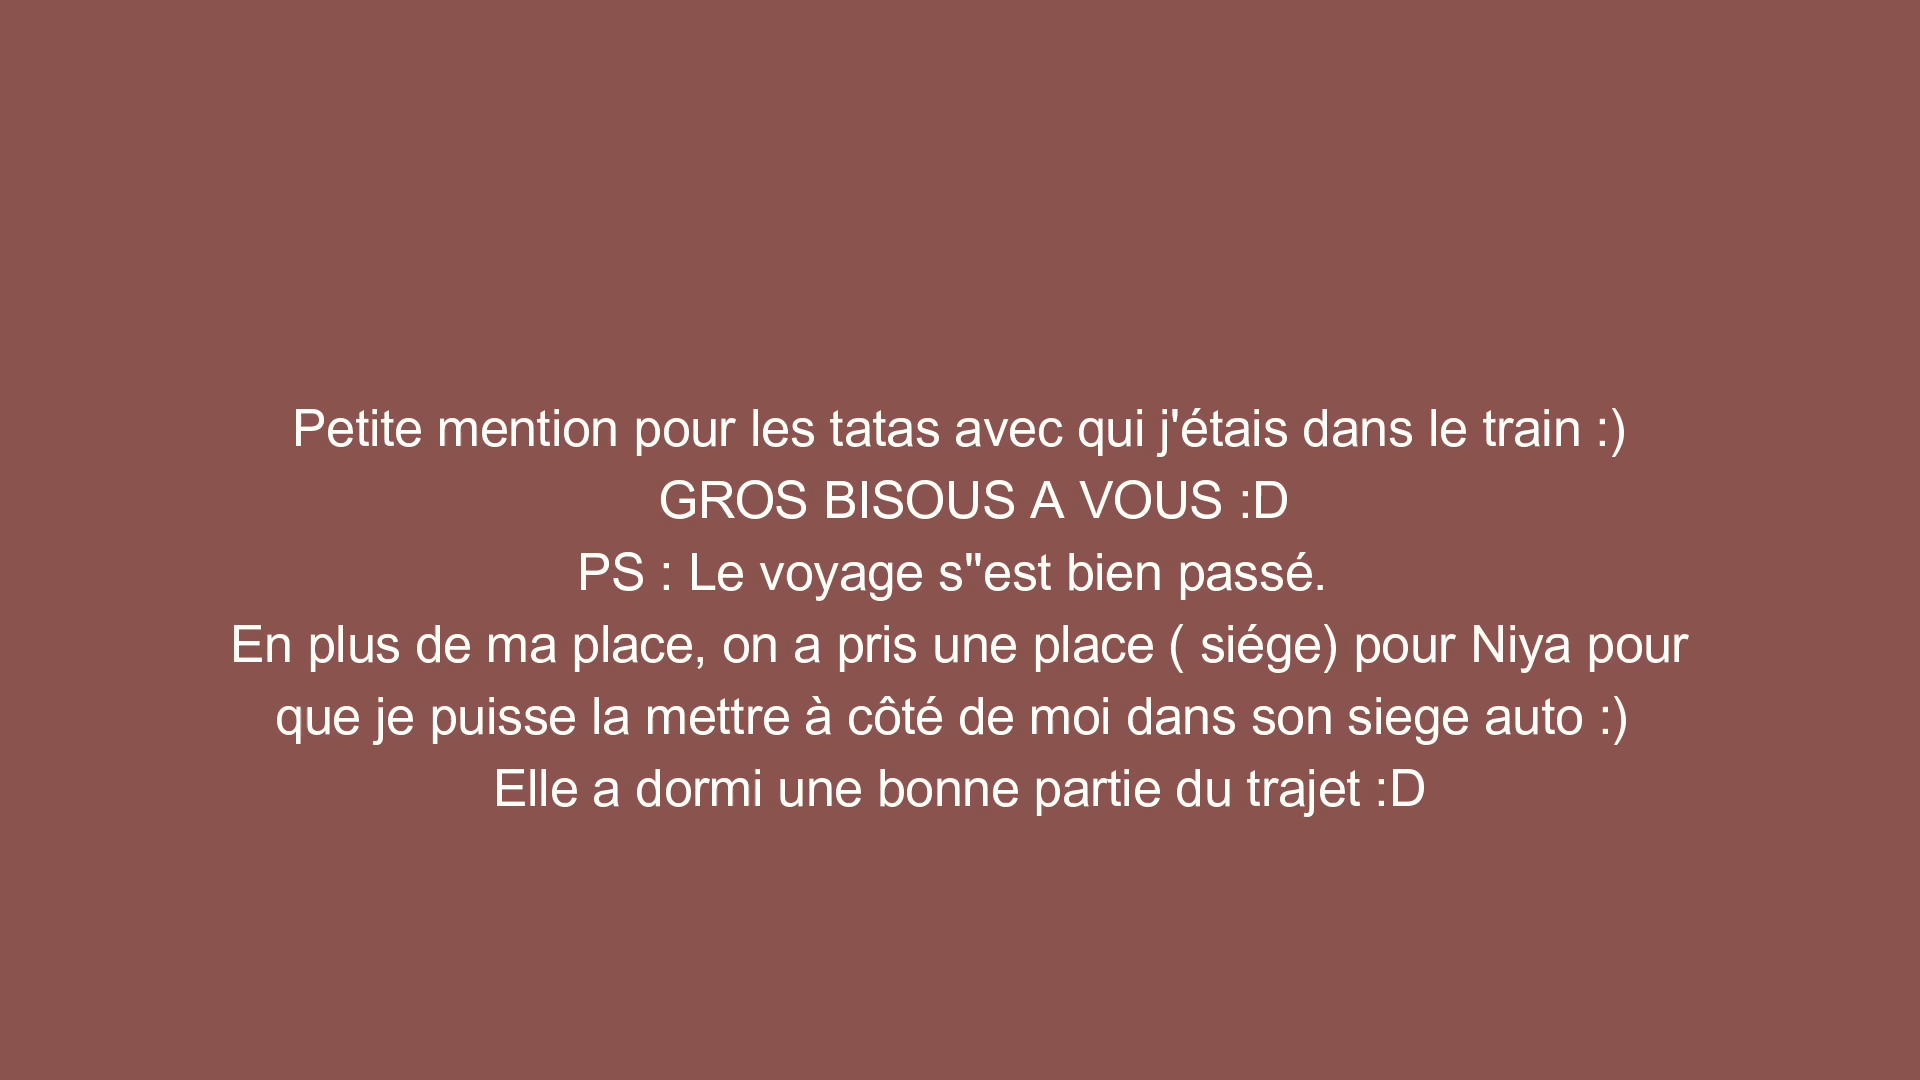 Petite mention pour les tatas avec qui j'étais dans le train :)
GROS BISOUS A VOUS :D
PS : Le voyage s"est bien passé.
En plus de ma place, on a pris une place ( siége) pour Niya pour
que je puisse la mettre à côté de moi dans son siege auto :)
Elle a dormi une bonne partie du trajet :D